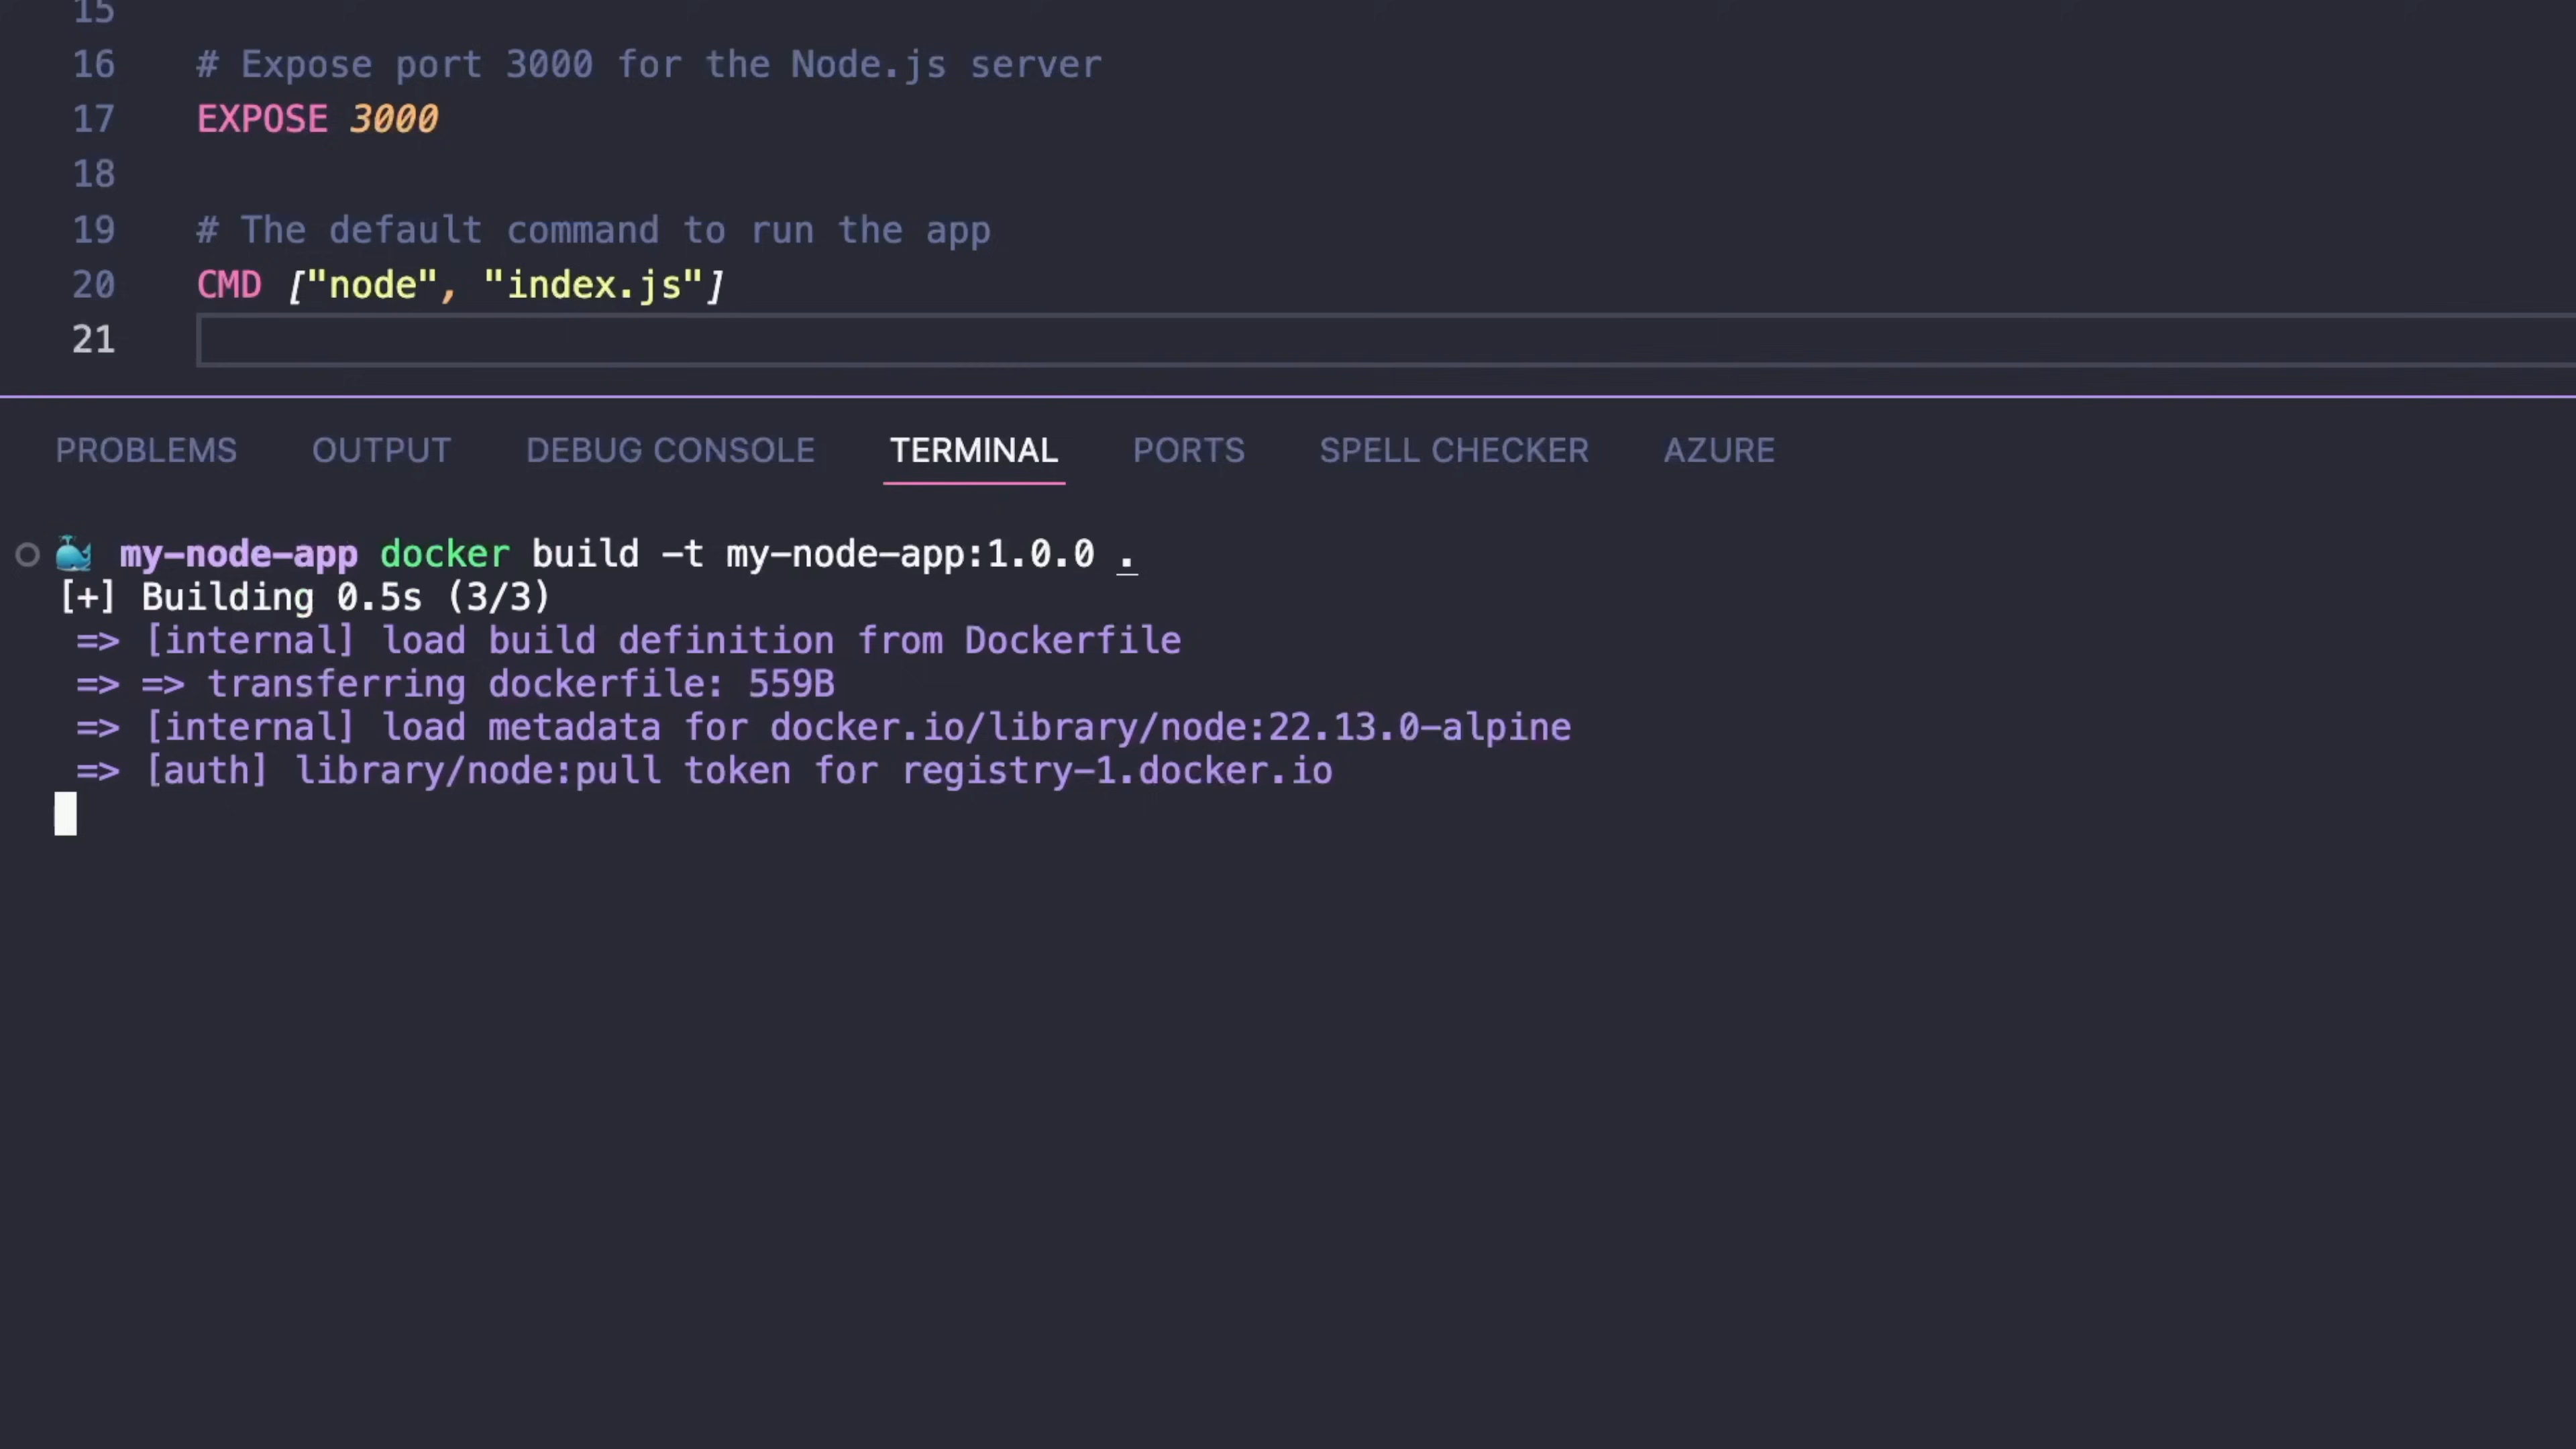 15
16 # Expose port 3000 for the Node.js server
17 EXPOSE 3000
18
19 # The default command to run the app
20 CMD ["node", "index.js"]
21
PROBLEMS OUTPUT DEBUG CONSOLE TERMINAL PORTS SPELL CHECKER AZURE
my-node-app docker build -t my-node-app:1.0.0 .
[+] Building 0.5s (3/3)
=> [internal] load build definition from Dockerfile
=> => transferring dockerfile: 559B
=> [internal] load metadata for docker.io/library/node:22.13.0-alpine
=> [auth] library/node:pull token for registry-1.docker.io